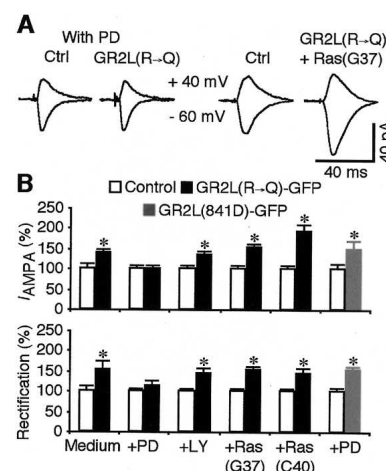 A
With PD
Ctrl GR2L(R→Q)
+ 40 mV
- 60 mV
Ctrl
GR2L(R→Q)
+ Ras(G37)
40 pA
40 ms
B
Control GR2L(R→Q)-GFP
GR2L(841D)-GFP
IAMPA (%)
250
200
150
100
50
0
* * * * *
Rectification (%)
200
150
100
50
0
* * * * *
Medium +PD +LY +Ras (G37) +Ras (C40) +PD